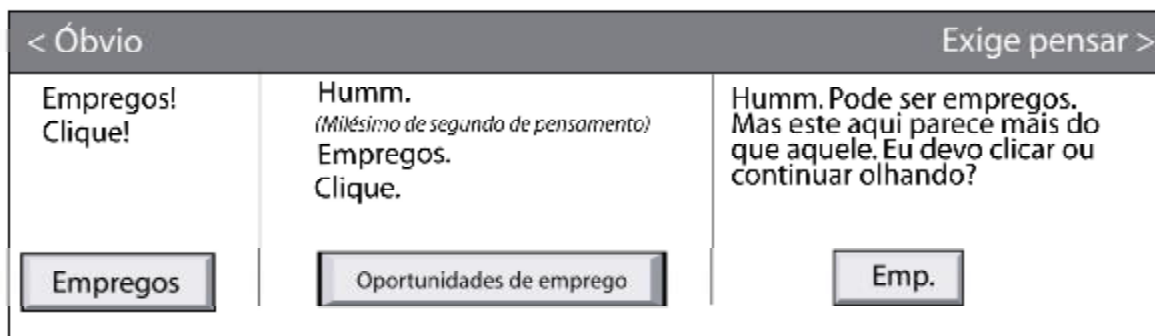 < Óbvio
Exige pensar >
Empregos!
Clique!
Humm.
(Milésimo de segundo de pensamento)
Empregos.
Clique.
Humm. Pode ser empregos.
Mas este aqui parece mais do
que aquele. Eu devo clicar ou
continuar olhando?
Empregos
Oportunidades de emprego
Emp.